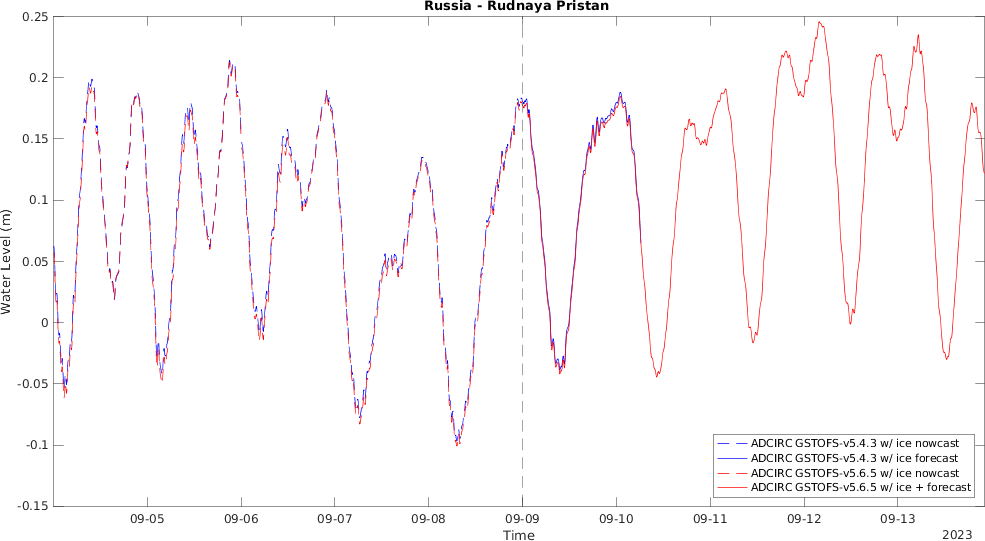 Russia - Rudnaya Pristan
0.25
0.2
0.15
0.1
0.05
0
-0.05
-0.1
-0.15
Water Level (m)
ADCIRC GSTOFS-v5.4.3 w/ ice nowcast
ADCIRC GSTOFS-v5.4.3 w/ ice forecast
ADCIRC GSTOFS-v5.6.5 w/ ice nowcast
ADCIRC GSTOFS-v5.6.5 w/ ice + forecast
09-05 09-06 09-07 09-08 09-09 09-10 09-11 09-12 09-13
Time
2023